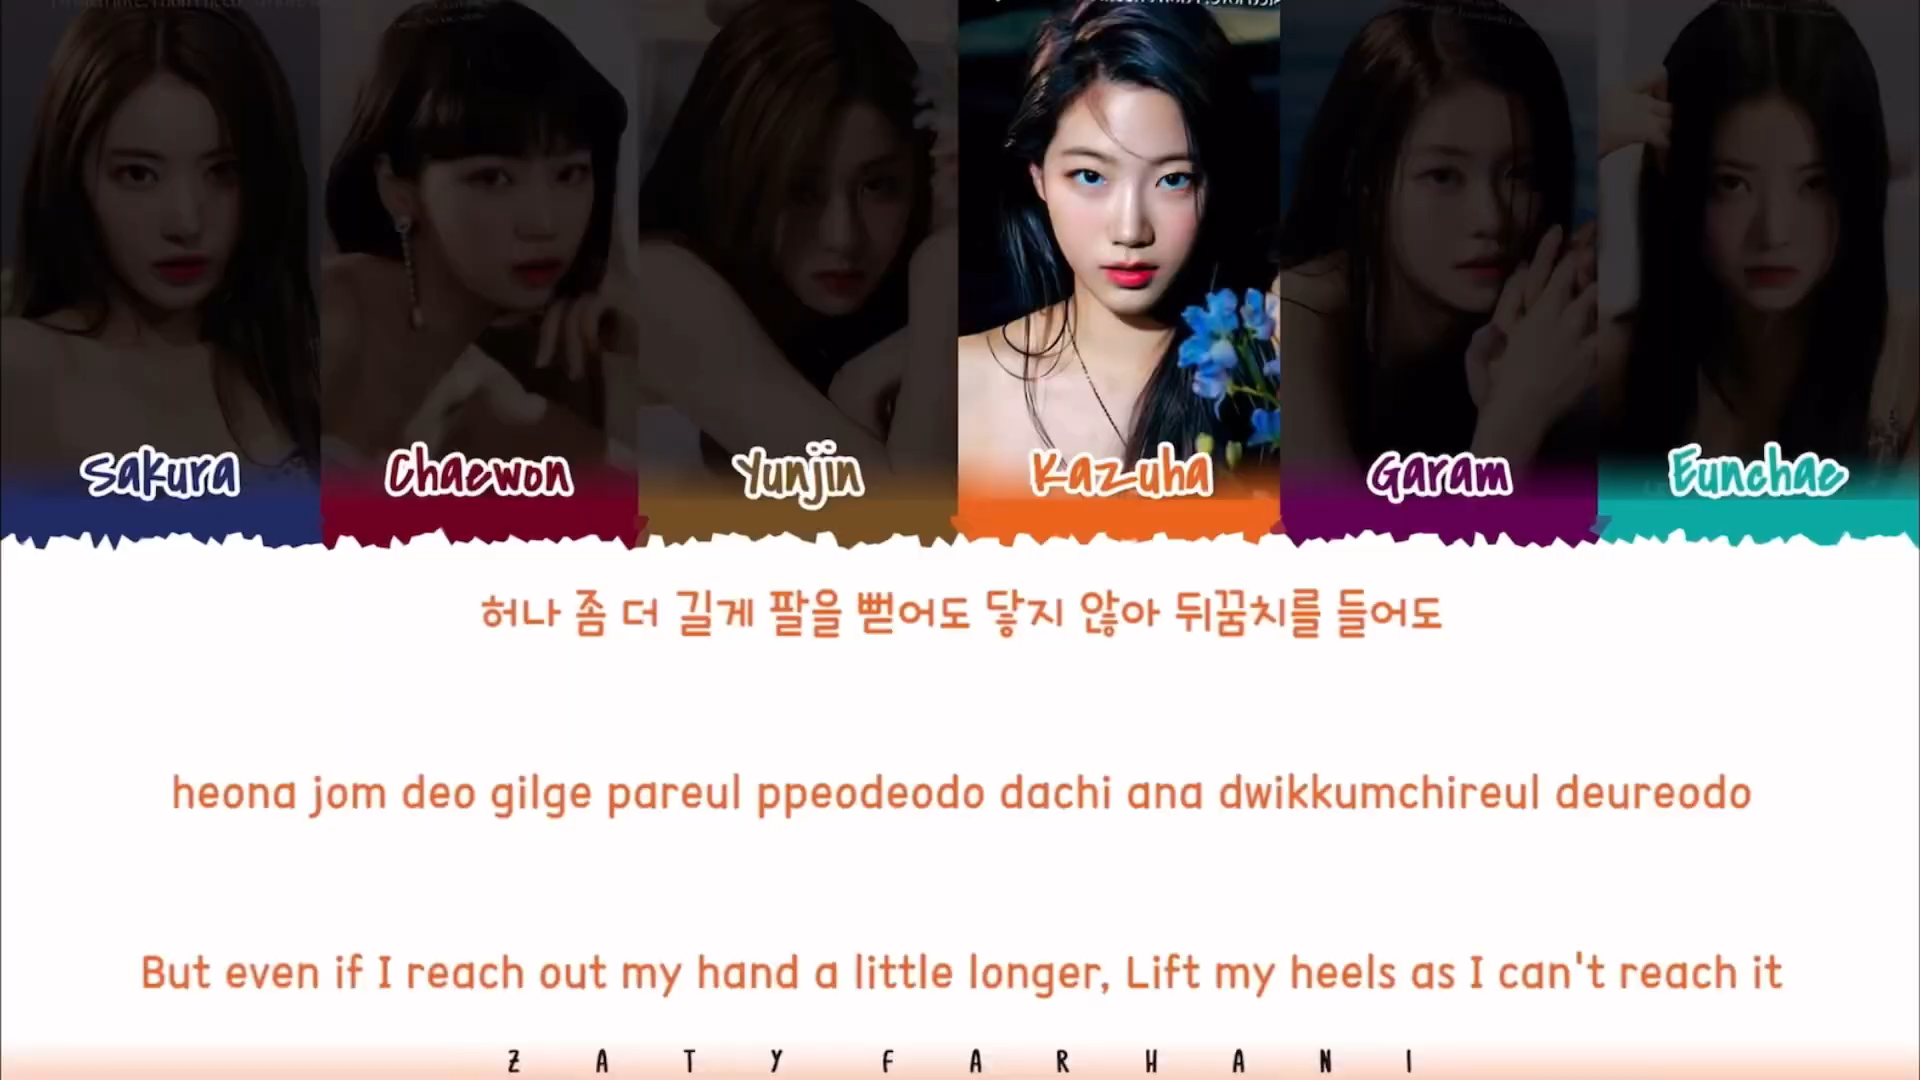 Sakura Chaewon Yunjin Kazuha Garam Eunchae
허나 좀 더 길게 팔을 뻗어도 닿지 않아 뒤꿈치를 들어도
heona jom deo gilge pareul ppeodeodo dachi ana dwikkumchireul deureodo
But even if I reach out my hand a little longer, Lift my heels as I can't reach it
ZATY FARHANI